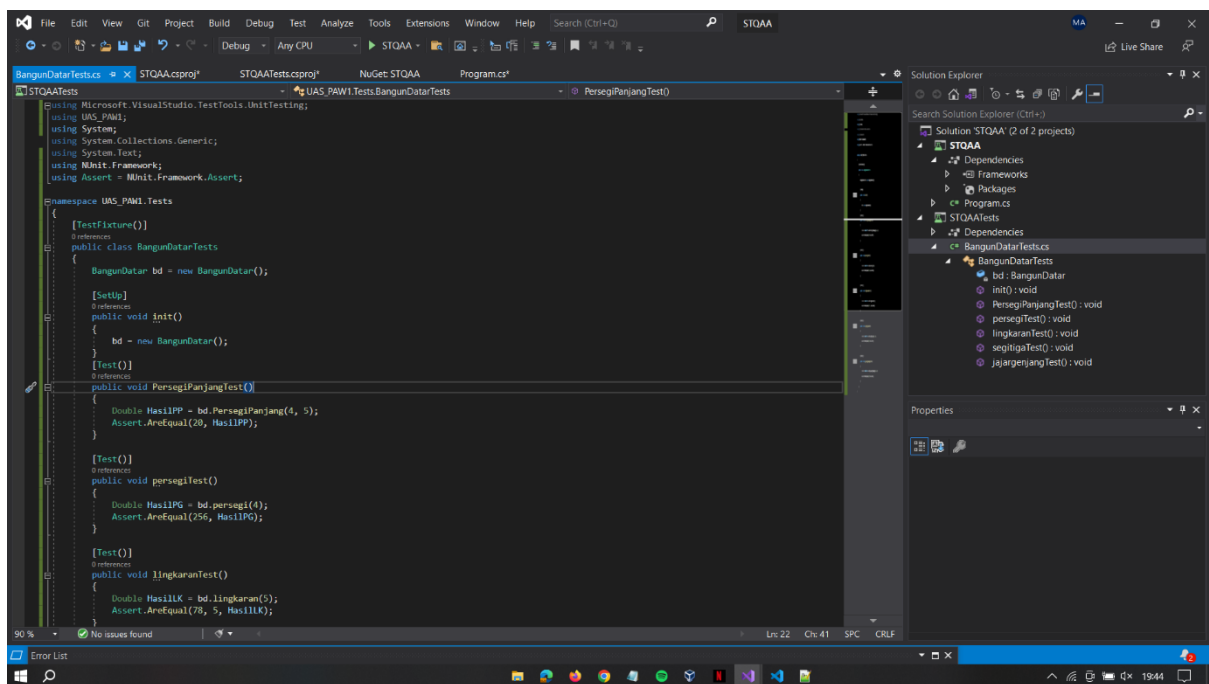 File Edit View Git Project Build Debug Test Analyze Tools Extensions Window Help Search (Ctrl+Q) STQAA MA
Debug Any CPU STQAA Live Share
BangunDatarTests.cs STQAA.csproj* STQAATests.csproj* NuGet: STQAA Program.cs*
STQAATests UAS_PAW1.Tests.BangunDatarTests PersegiPanjangTest()
using Microsoft.VisualStudio.TestTools.UnitTesting;
using UAS_PAW1;
using System;
using System.Collections.Generic;
using System.Text;
using NUnit.Framework;
using Assert = NUnit.Framework.Assert;
namespace UAS_PAW1.Tests
{
[TestFixture()]
0 references
public class BangunDatarTests
{
BangunDatar bd = new BangunDatar();
[SetUp]
0 references
public void init()
{
bd = new BangunDatar();
}
[Test()]
0 references
public void PersegiPanjangTest()
{
Double HasilPP = bd.PersegiPanjang(4, 5);
Assert.AreEqual(20, HasilPP);
}
[Test()]
0 references
public void persegiTest()
{
Double HasilPG = bd.persegi(4);
Assert.AreEqual(256, HasilPG);
}
[Test()]
0 references
public void lingkaranTest()
{
Double HasilLK = bd.lingkaran(5);
Assert.AreEqual(78, 5, HasilLK);
}
90 % No issues found Ln: 22 Ch: 41 SPC CRLF
Error List
Solution Explorer
Search Solution Explorer (Ctrl+;)
Solution 'STQAA' (2 of 2 projects)
STQAA
Dependencies
Frameworks
Packages
C# Program.cs
STQAATests
Dependencies
C# BangunDatarTests.cs
BangunDatarTests
bd : BangunDatar
init() : void
PersegiPanjangTest() : void
persegiTest() : void
lingkaranTest() : void
segitigaTest() : void
jajargenjangTest() : void
Properties
2
19:44